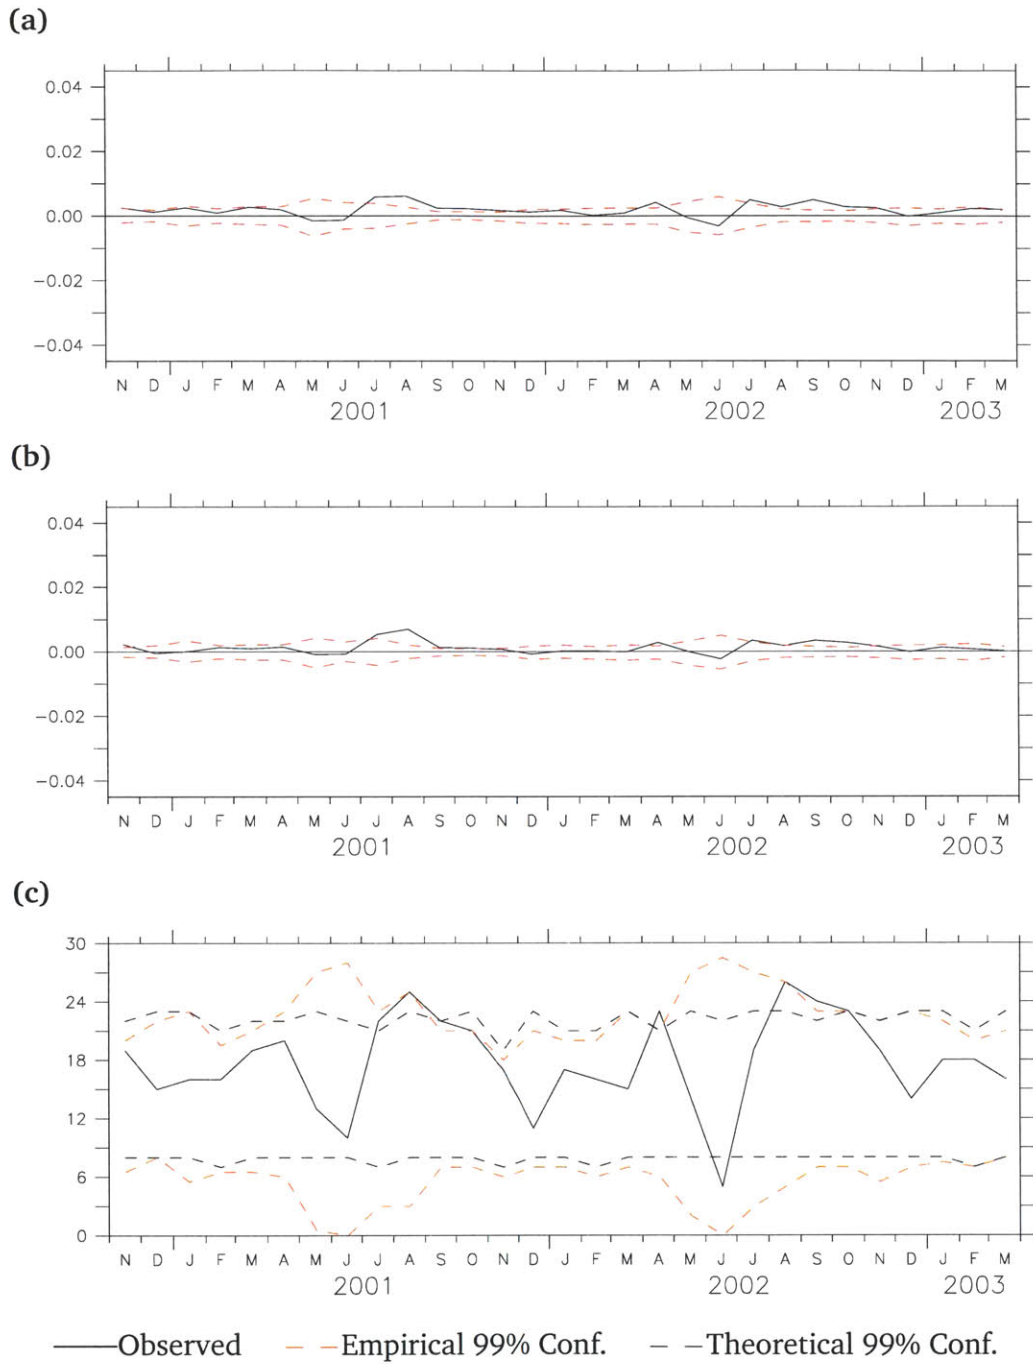 (a)
0.04
0.02
0.00
−0.02
−0.04
N D J F M A M J J A S O N D J F M A M J J A S O N D J F M
2001 2002 2003
(b)
0.04
0.02
0.00
−0.02
−0.04
N D J F M A M J J A S O N D J F M A M J J A S O N D J F M
2001 2002 2003
(c)
30
24
18
12
6
0
N D J F M A M J J A S O N D J F M A M J J A S O N D J F M
2001 2002 2003
Observed Empirical 99% Conf. Theoretical 99% Conf.